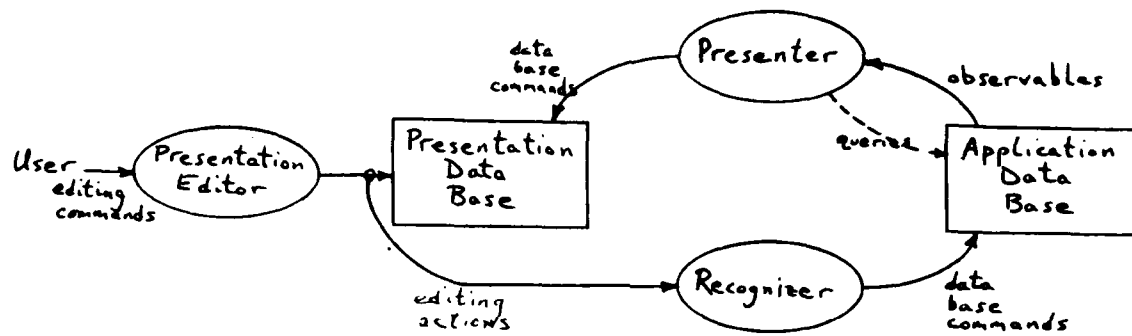 Presenter
data
base
commands
observables
queries
Presentation
Data
Base
Application
Data
Base
User
editing
commands
Presentation
Editor
editing
actions
Recognizer
data
base
commands